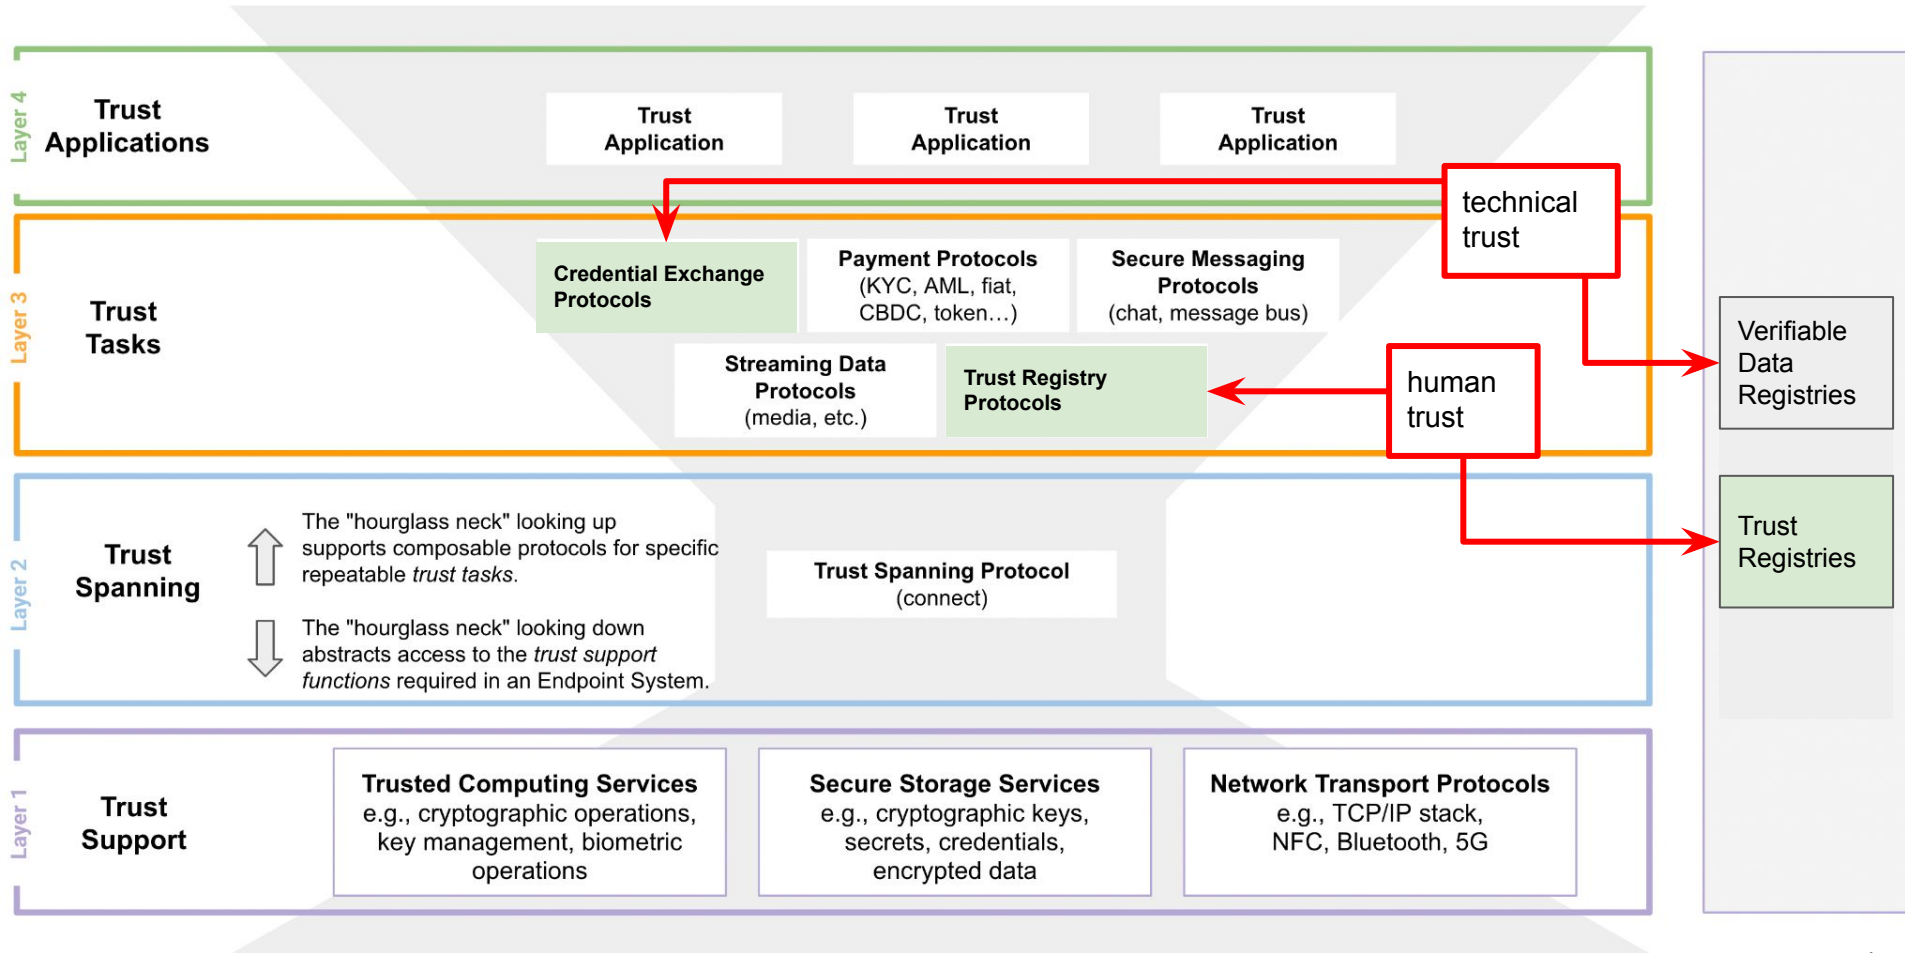 Layer 4
Trust
Applications
Trust
Application
Trust
Application
Trust
Application
technical
trust
Layer 3
Trust
Tasks
Credential Exchange
Protocols
Payment Protocols
(KYC, AML, fiat,
CBDC, token…)
Secure Messaging
Protocols
(chat, message bus)
Streaming Data
Protocols
(media, etc.)
Trust Registry
Protocols
human
trust
Verifiable
Data
Registries
Trust
Registries
Layer 2
Trust
Spanning
The "hourglass neck" looking up
supports composable protocols for specific
repeatable trust tasks.
The "hourglass neck" looking down
abstracts access to the trust support
functions required in an Endpoint System.
Trust Spanning Protocol
(connect)
Layer 1
Trust
Support
Trusted Computing Services
e.g., cryptographic operations,
key management, biometric
operations
Secure Storage Services
e.g., cryptographic keys,
secrets, credentials,
encrypted data
Network Transport Protocols
e.g., TCP/IP stack,
NFC, Bluetooth, 5G